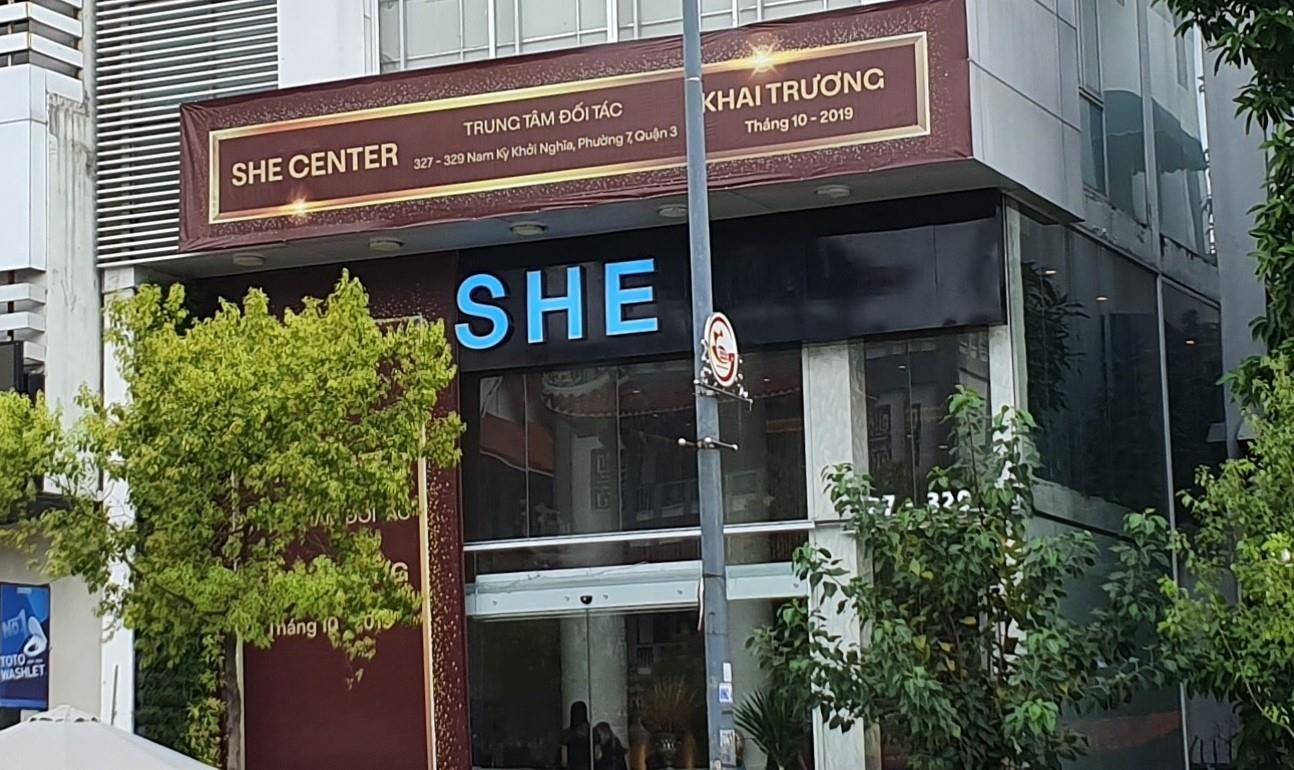 SHE CENTER
TRUNG TÂM ĐỐI TÁC
327 - 329 Nam Kỳ Khởi Nghĩa, Phường 7, Quận 3
KHAI TRƯƠNG
Tháng 10 - 2019
SHE
329
Tháng 10
TOTO
WASHLET